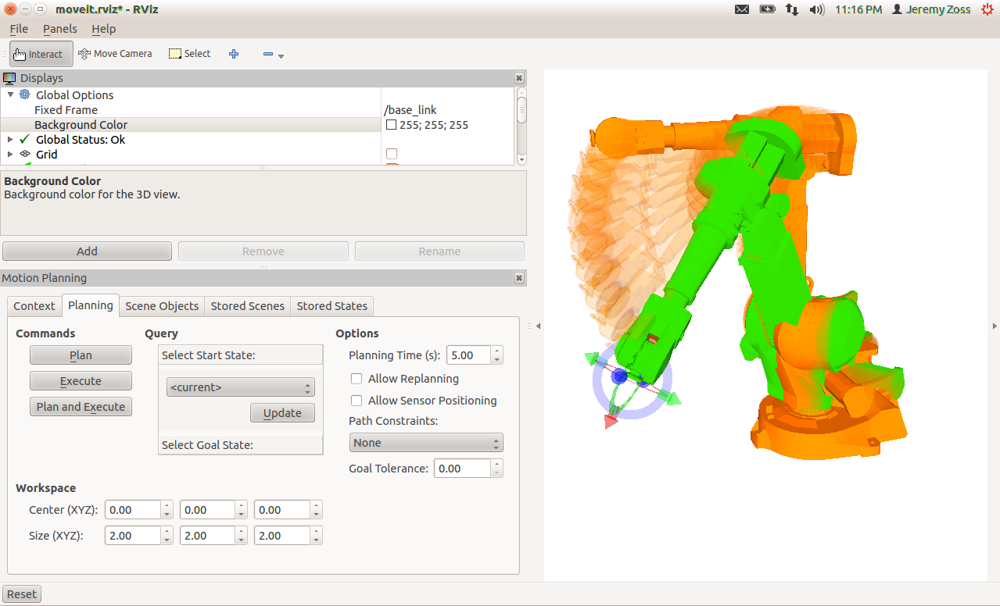 moveit.rviz* - RViz
11:16 PM Jeremy Zoss
File Panels Help
Interact Move Camera Select
Displays
Global Options
Fixed Frame /base_link
Background Color 255; 255; 255
Global Status: Ok
Grid
Background Color
Background color for the 3D view.
Add Remove Rename
Motion Planning
Context Planning Scene Objects Stored Scenes Stored States
Commands Query Options
Plan Select Start State: Planning Time (s): 5.00
Execute <current> Allow Replanning
Plan and Execute Update Allow Sensor Positioning
Path Constraints:
Select Goal State: None
Goal Tolerance: 0.00
Workspace
Center (XYZ): 0.00 0.00 0.00
Size (XYZ): 2.00 2.00 2.00
Reset